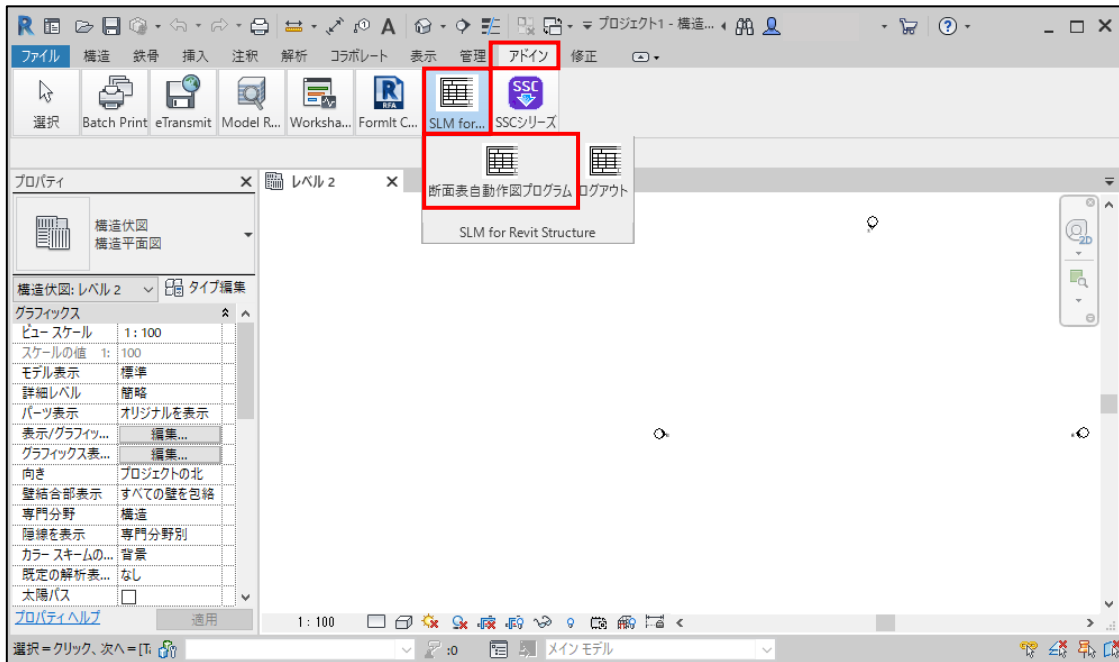 R プロジェクト1 - 構造...
ファイル 構造 鉄骨 挿入 注釈 解析 コラボレート 表示 管理 アドイン 修正
選択 Batch Print eTransmit Model R... Worksha... FormIt C... SLM for... SSCシリーズ
断面表自動作図プログラム ログアウト
SLM for Revit Structure
プロパティ
レベル 2
構造伏図
構造平面図
2D
構造伏図: レベル 2 タイプ編集
グラフィックス
ビュー スケール 1 : 100
スケールの値 1: 100
モデル表示 標準
詳細レベル 簡略
パーツ表示 オリジナルを表示
表示/グラフィッ... 編集...
グラフィックス表... 編集...
向き プロジェクトの北
壁結合部表示 すべての壁を包絡
専門分野 構造
隠線を表示 専門分野別
カラー スキームの... 背景
既定の解析表... なし
太陽パス
プロパティ ヘルプ 適用
1 : 100
選択 = クリック、次へ = [T :0 メイン モデル